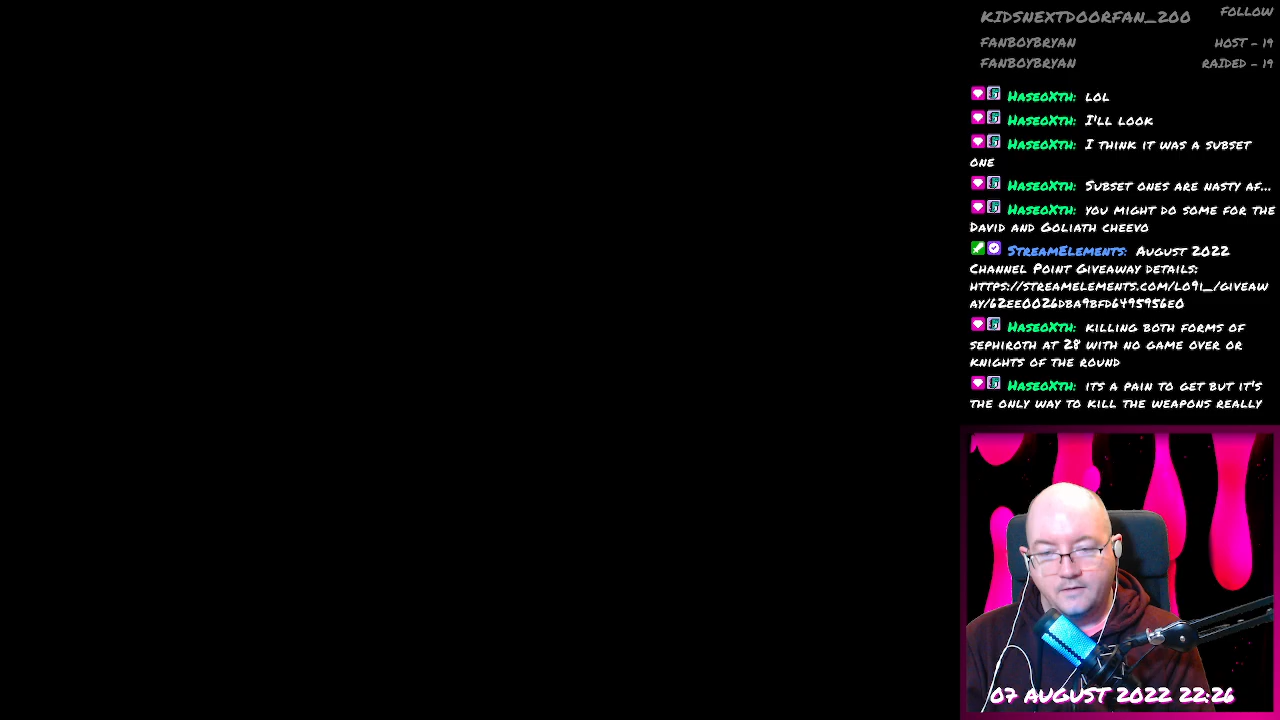 KIDSNEXTDOORFAN_200 FOLLOW
FANBOYBRYAN HOST - 19
FANBOYBRYAN RAIDED - 19
HaseoXth: LOL
HaseoXth: I'll look
HaseoXth: I think it was a subset
one
HaseoXth: Subset ones are nasty af...
HaseoXth: you might do some for the
David and Goliath cheevo
StreamElements: August 2022
Channel Point Giveaway details:
https://streamelements.com/lo9i_/giveaw
ay/62ee0026dba9bfd6495956e0
HaseoXth: killing both forms of
sephiroth at 28 with no game over or
knights of the round
HaseoXth: its a pain to get but it's
the only way to kill the weapons really
07 AUGUST 2022 22:26